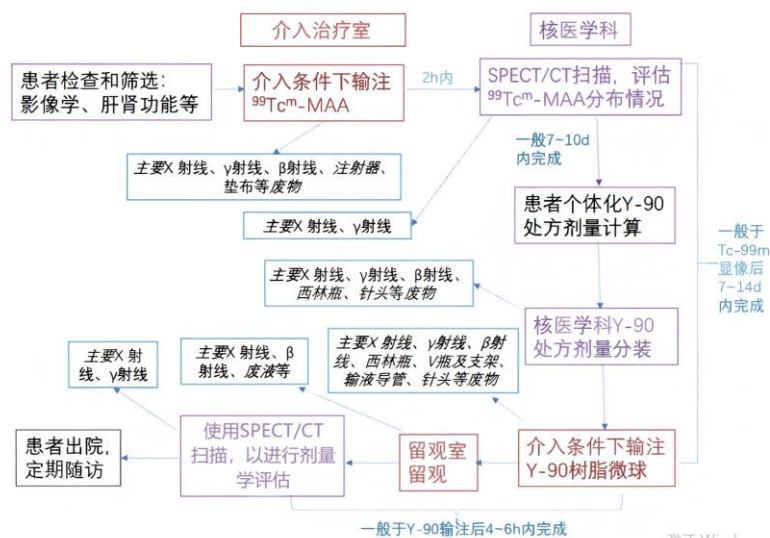 介入治疗室
核医学科
患者检查和筛选:
影像学、肝肾功能等
介入条件下输注
⁹⁹Tcᵐ-MAA
2h内
SPECT/CT扫描，评估
⁹⁹Tcᵐ-MAA分布情况
一般7~10d
内完成
主要X 射线、γ射线、β射线、注射器、
垫布等废物
主要X 射线、γ射线
患者个体化Y-90
处方剂量计算
一般于
Tc-99m
显像后
7~14d
内完成
主要X 射线、γ射线、β射线、
西林瓶、针头等废物
核医学科Y-90
处方剂量分装
主要X 射线、γ射线、β射
线、西林瓶、V瓶及支架、
输液导管、针头等废物
主要X 射线、β
射线、废液等
主要X 射
线、γ射线
患者出院，
定期随访
使用SPECT/CT
扫描，以进行剂量
学评估
留观室
留观
介入条件下输注
Y-90树脂微球
一般于Y-90输注后4~6h内完成